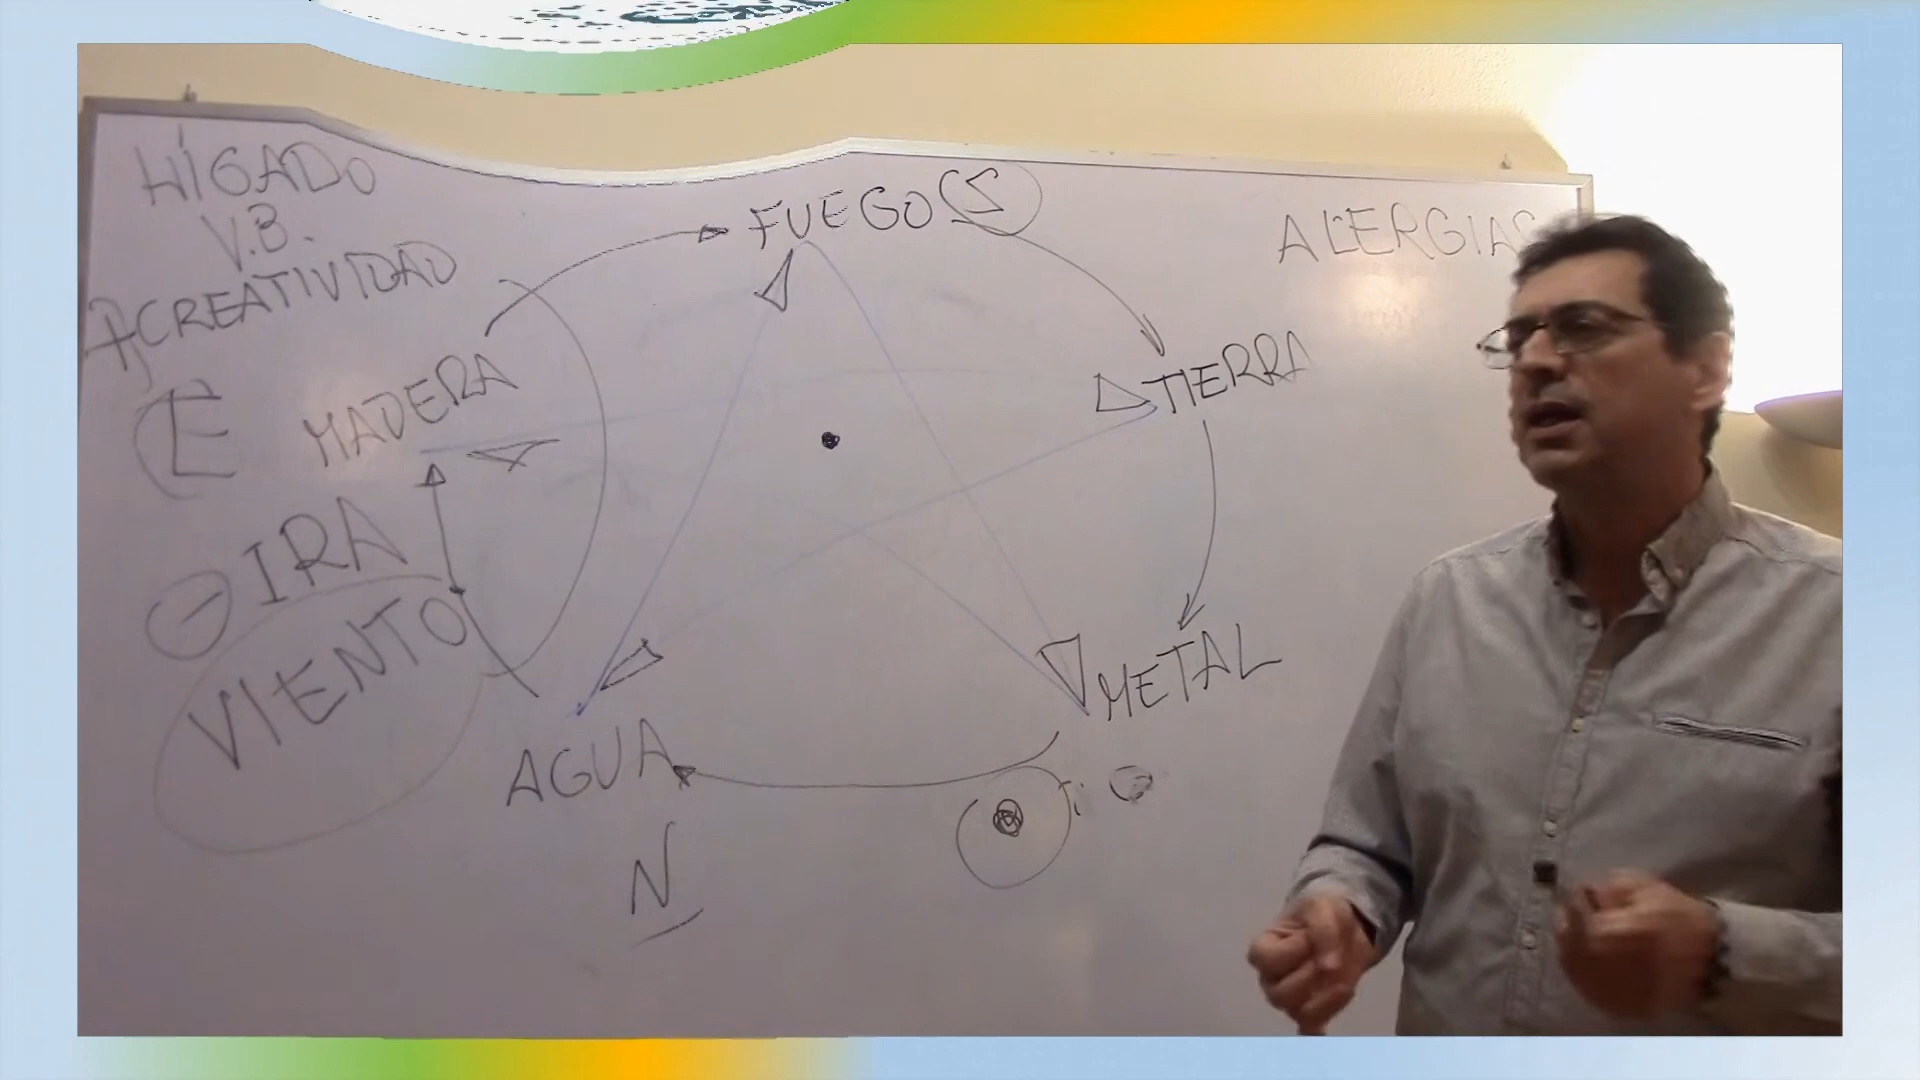 HÍGADO
V.B.
+) CREATIVIDAD
E MADERA
⊖ IRA
VIENTO
FUEGO (S)
ALERGIAS
TIERRA
METAL
AGUA
N